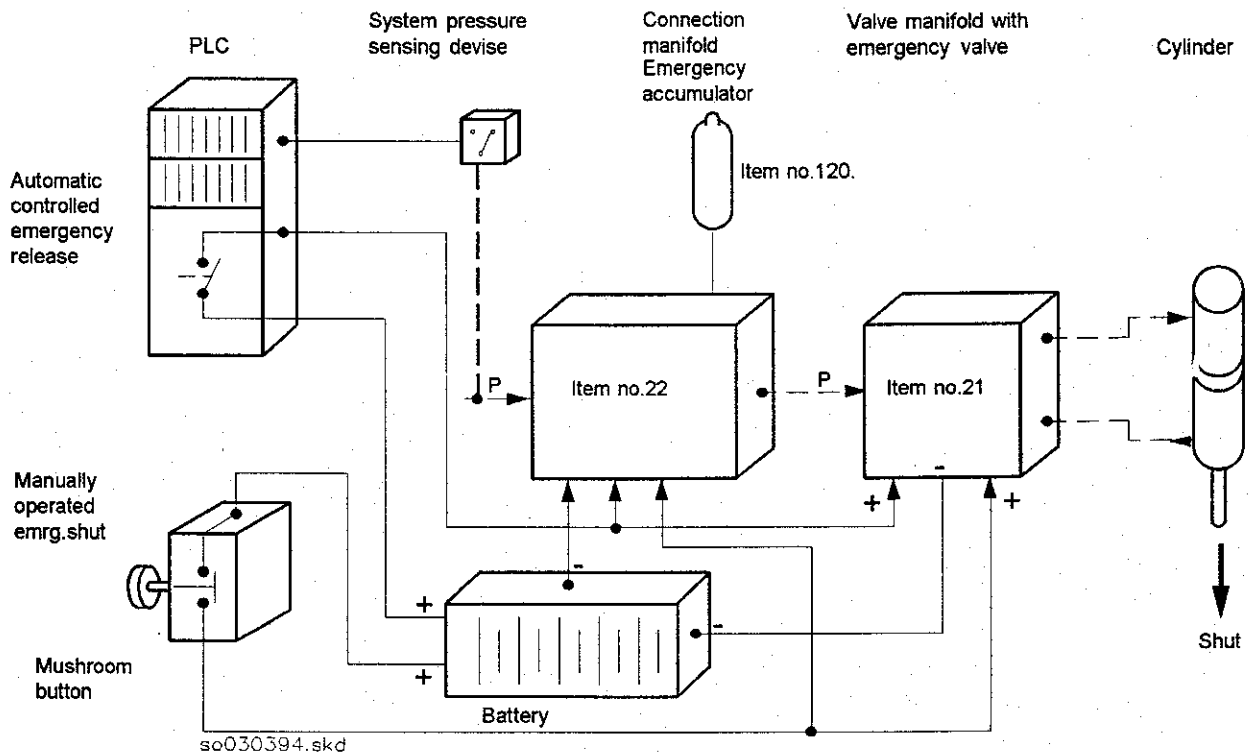 PLC
System pressure
sensing devise
Connection
manifold
Emergency
accumulator
Valve manifold with
emergency valve
Cylinder
Item no.120.
Automatic
controlled
emergency
release
P
Item no.22
P
Item no.21
Manually
operated
emrg.shut
-
+
+
-
+
-
+
Shut
Mushroom
button
Battery
so030394.skd